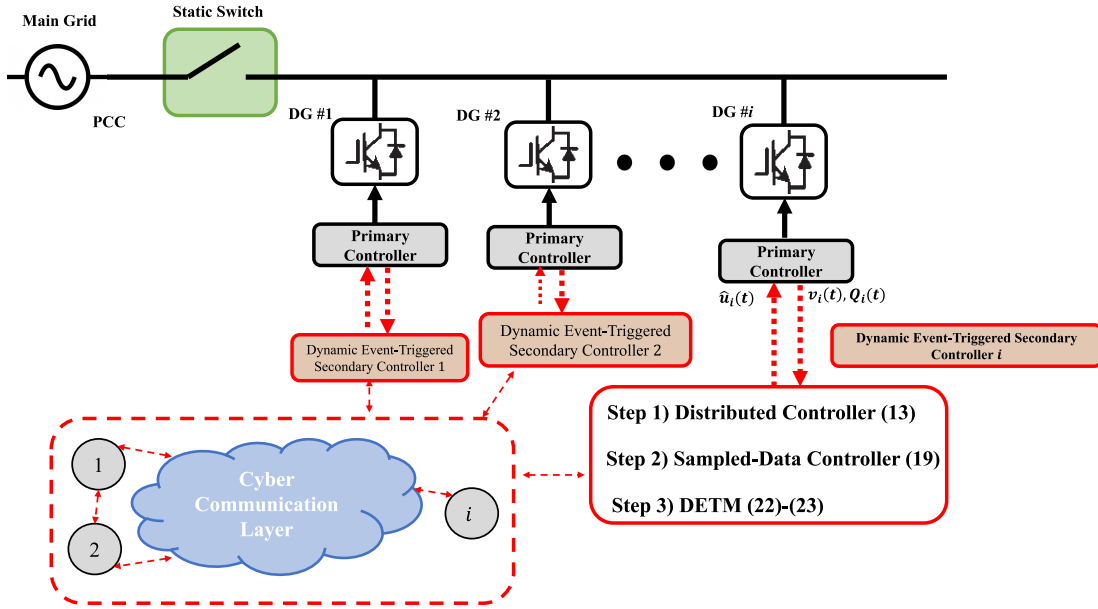 Main Grid
Static Switch
PCC
DG #1
DG #2
DG #i
Primary
Controller
Primary
Controller
Primary
Controller
û_i(t)
v_i(t), Q_i(t)
Dynamic Event-Triggered
Secondary Controller 1
Dynamic Event-Triggered
Secondary Controller 2
Dynamic Event-Triggered Secondary
Controller i
Step 1) Distributed Controller (13)
Step 2) Sampled-Data Controller (19)
Step 3) DETM (22)-(23)
1
2
Cyber
Communication
Layer
i